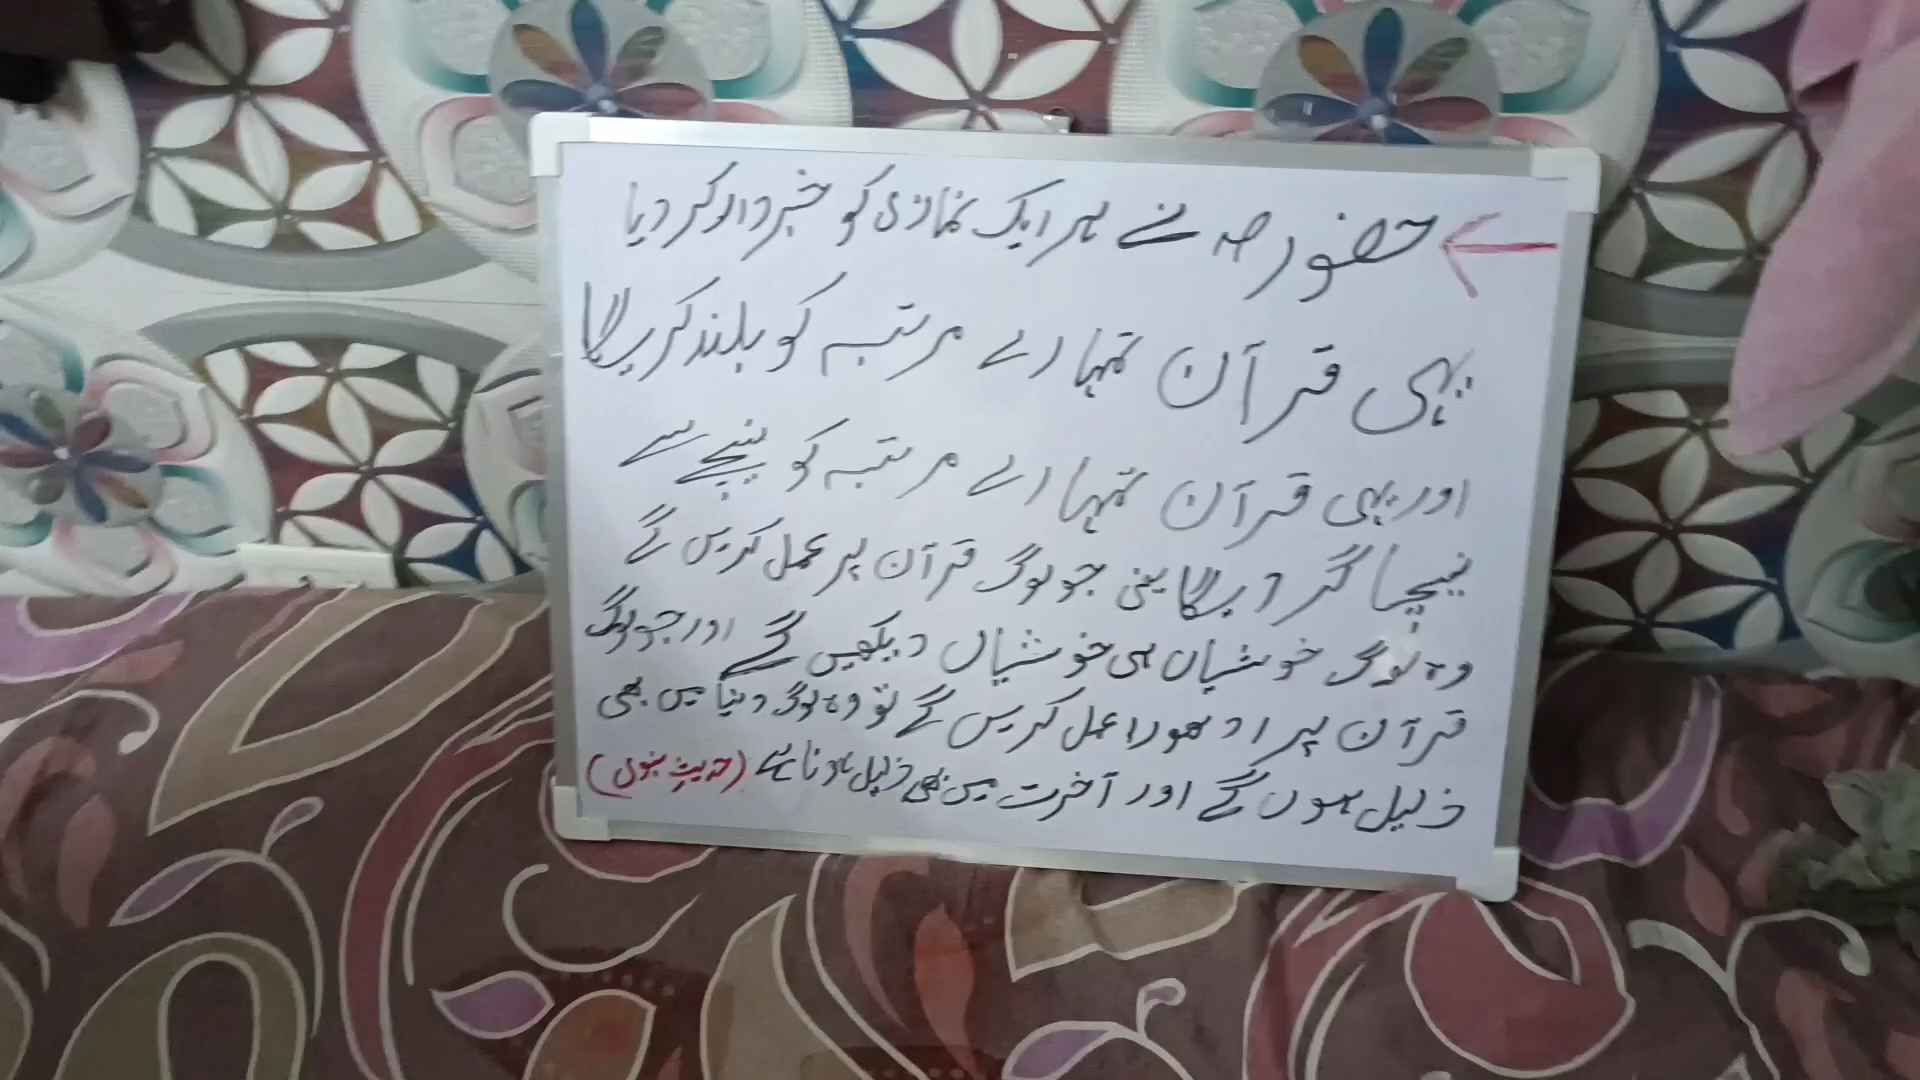 حضور ﷺ نے ہر ایک نمازی کو خبردار کر دیا
یہی قرآن تمہارے مرتبہ کو بلند کریگا
اور یہی قرآن تمہارے مرتبہ کو نیچے سے
نیچا گرا دیگا یعنی جو لوگ قرآن پر عمل کریں گے
وہ لوگ خوشیاں ہی خوشیاں دیکھیں گے اور جو لوگ
قرآن پر ادھورا عمل کریں گے تو وہ لوگ دنیا میں بھی
ذلیل ہوں گے اور آخرت میں بھی ذلیل ہونا ہے (حدیثِ نبوی)